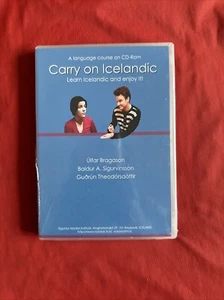 A language course on CD-Rom
Carry on Icelandic
Learn Icelandic and enjoy it!
Úlfar Bragason
Baldur A. Sigurvinsson
Guðrún Theodórsdóttir